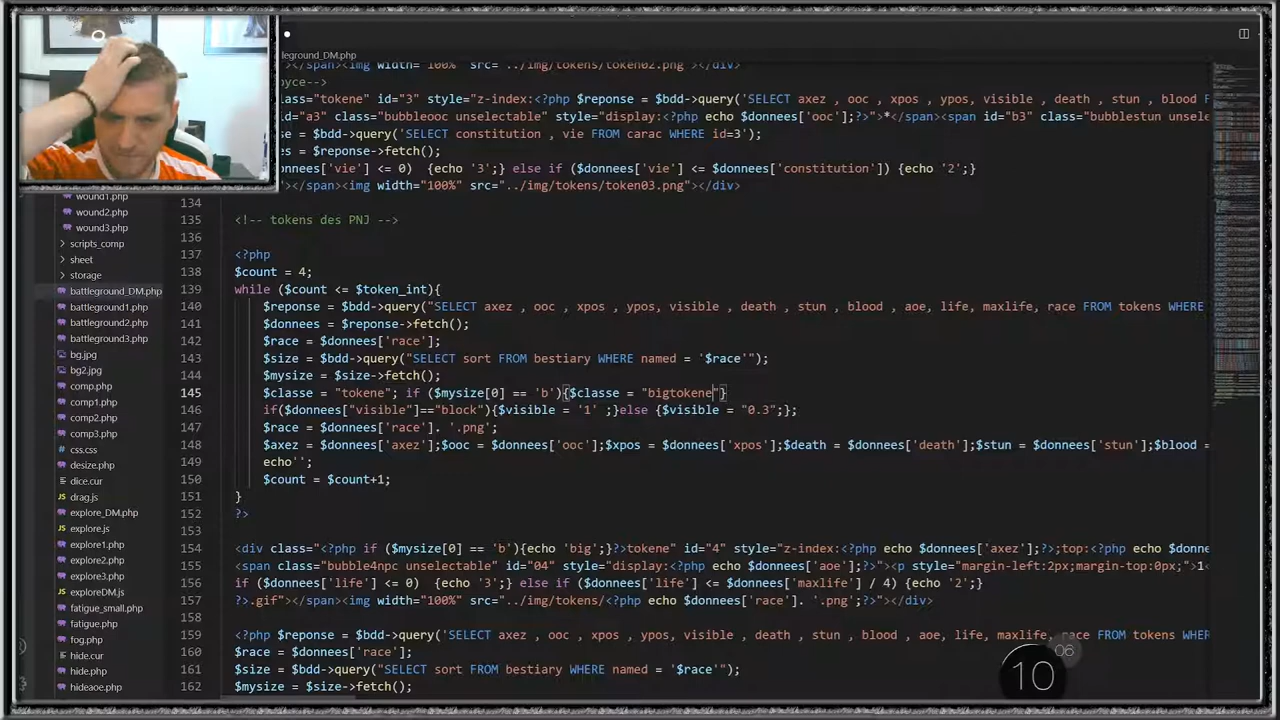 battleground_DM.php
100% src= ../img/tokens/token02.png ></div>
class="tokene" id="3" style="z-index:<?php $reponse = $bdd->query('SELECT axez , ooc , xpos , yps, visible , death , stun , blood
"a3" class="bubbleooc unselectable" style="display:<?php echo $donnees['ooc'];?>">*</span><span id="b3" class="bubblestun unsele
= $bdd->query('SELECT constitution , vie FROM carac WHERE id=3');
=$reponse->fetch();
$donnees['vie'] <= 0) {echo '3';} else if ($donnees['vie'] <= $donnees['constitution']) {echo '2';}
</span><img width="100%" src="../img/tokens/token03.png"></div>
wound1.php
wound2.php
wound3.php
scripts_comp
sheet
storage
battleground_DM.php
battleground1.php
battleground2.php
battleground3.php
bg.jpg
bg2.jpg
comp.php
comp1.php
comp2.php
comp3.php
css.css
desize.php
dice.cur
drag.js
explore_DM.php
explore.js
explore1.php
explore2.php
explore3.php
exploreDM.js
fatigue_small.php
fatigue.php
fog.php
hide.cur
hide.php
hideaoe.php
134
135 <!-- tokens des PNJ -->
136
137 <?php
138 $count = 4;
139 while ($count <= $token_int){
140 $reponse = $bdd->query("SELECT axez , ooc , xpos, ypos, visible , death , stun , blood , aoe, life, maxlife, race FROM tokens WHERE
141 $donnees = $reponse->fetch();
142 $race = $donnees['race'];
143 $size = $bdd->query("SELECT sort FROM bestiary WHERE named = '$race'");
144 $mysize = $size->fetch();
145 $classe = "tokene"; if ($mysize[0] == 'b'){$classe = "bigtokene"}
146 if($donnees["visible"]=="block"){$visible = '1' ;}else {$visible = "0.3";};
147 $race = $donnees['race']. '.png';
148 $axez = $donnees['axez'];$ooc = $donnees['ooc'];$xpos = $donnees['xpos'];$death = $donnees['death'];$stun = $donnees['stun'];$blood =
149 echo'';
150 $count = $count+1;
151 }
152 ?>
153
154 <div class="<?php if ($mysize[0] == 'b'){echo 'big';}?>tokene" id="4" style="z-index:<?php echo $donnees['axez'];?>;top:<?php echo $donne
155 <span class="bubble4npc unselectable" id="04" style="display:<?php echo $donnees['aoe'];?>"><p style="margin-left:2px;margin-top:0px;">1<
156 if ($donnees['life'] <= 0) {echo '3';} else if ($donnees['life'] <= $donnees['maxlife'] / 4) {echo '2';}
157 ?>.gif"></span><img width="100%" src="../img/tokens/<?php echo $donnees['race']. '.png';?>"></div>
158
159 <?php $reponse = $bdd->query('SELECT axez , ooc , xpos , ypos, visible , death , stun , blood , aoe, life, maxlife, race FROM tokens WHER
160 $race = $donnees['race'];
161 $size = $bdd->query("SELECT sort FROM bestiary WHERE named = '$race'");
162 $mysize = $size->fetch();
06
10